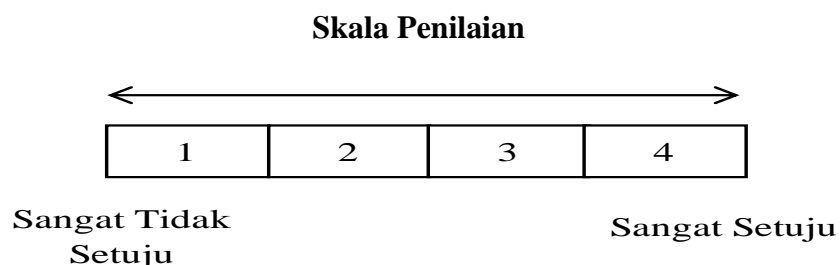 Skala Penilaian
1 2 3 4
Sangat Tidak
Setuju
Sangat Setuju